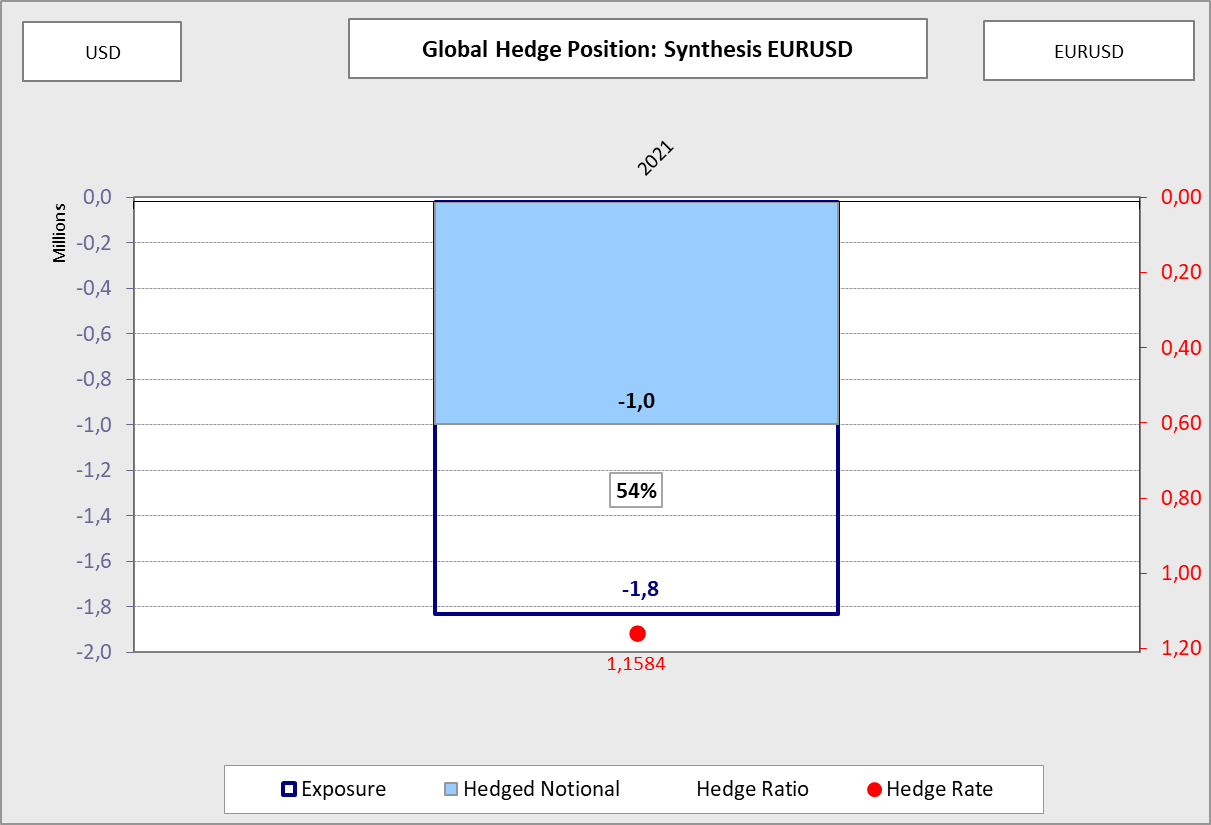 USD
Global Hedge Position: Synthesis EURUSD
EURUSD
2021
Millions
0,0
-0,2
-0,4
-0,6
-0,8
-1,0
-1,2
-1,4
-1,6
-1,8
-2,0
0,00
0,20
0,40
0,60
0,80
1,00
1,20
-1,0
54%
-1,8
1,1584
Exposure
Hedged Notional
Hedge Ratio
Hedge Rate